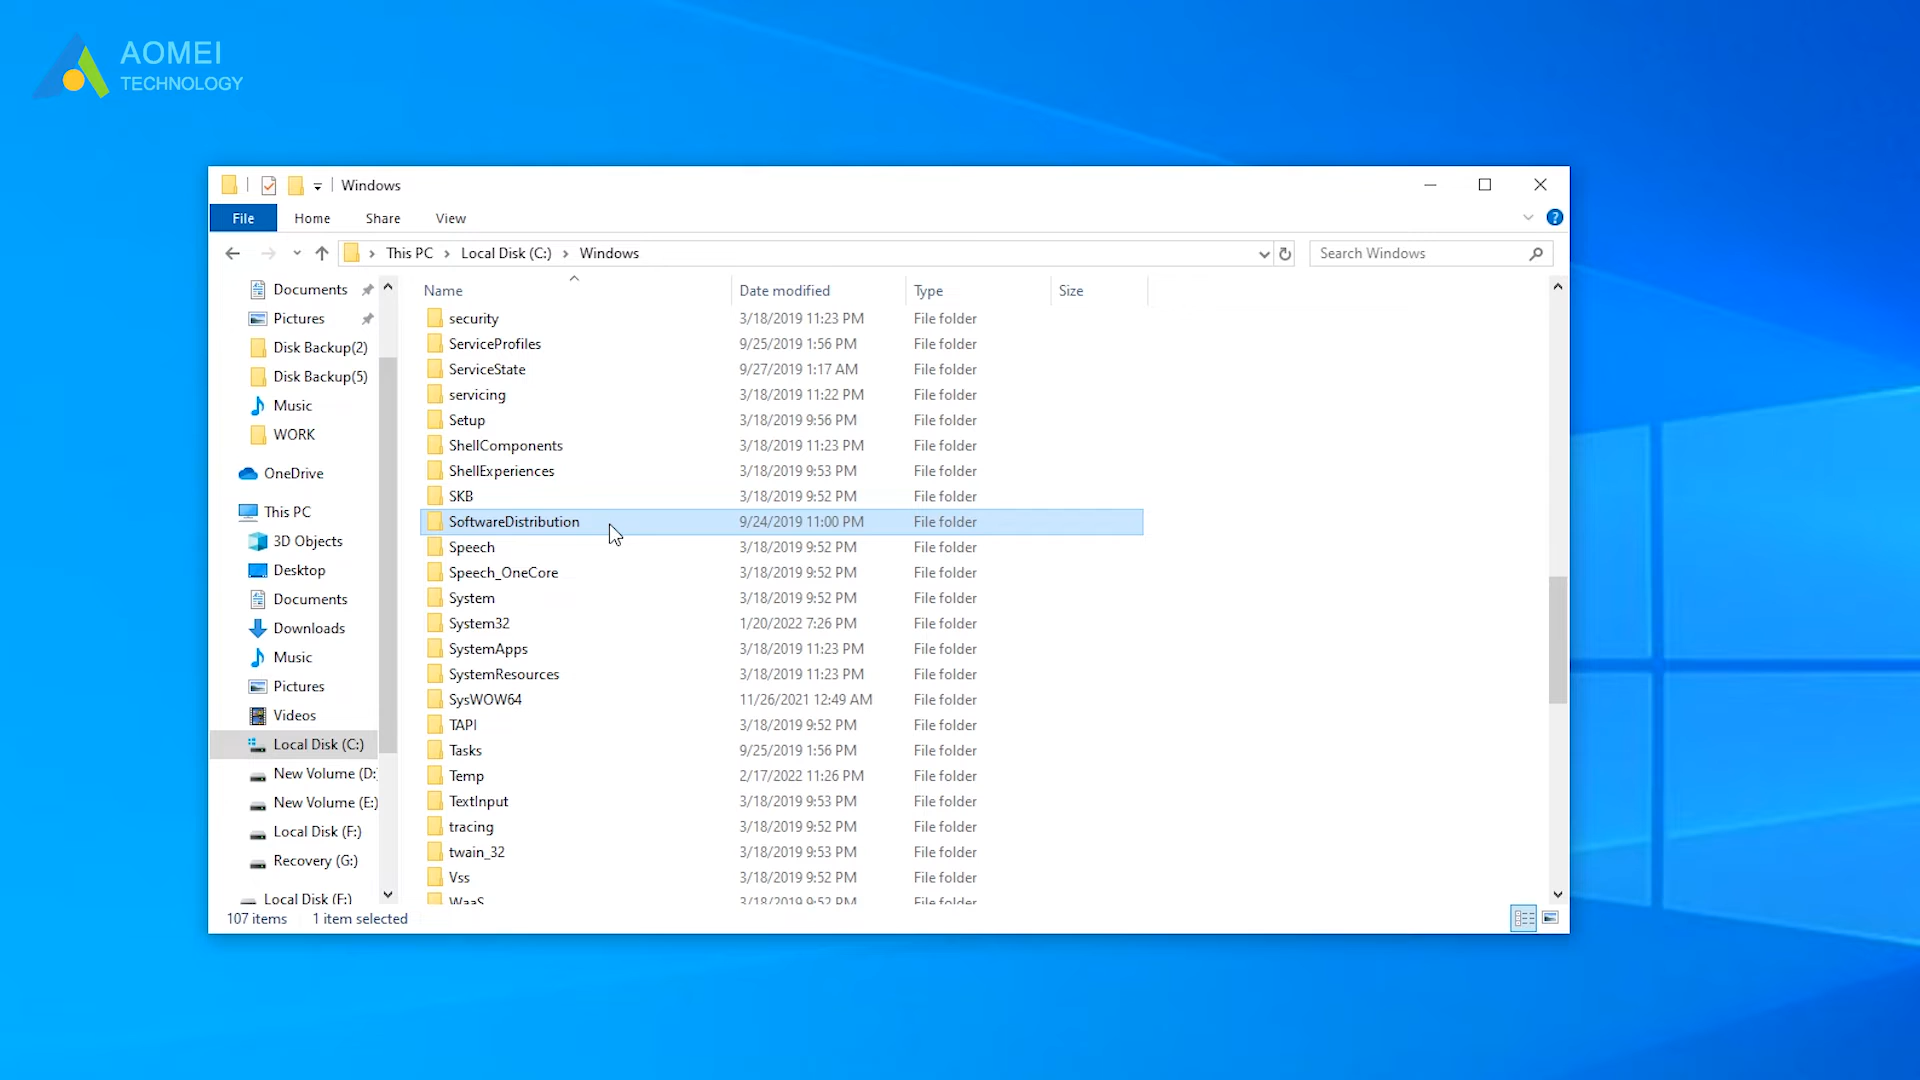 AOMEI
TECHNOLOGY
Windows
File Home Share View
This PC Local Disk (C:) Windows Search Windows
Documents
Pictures
Disk Backup(2)
Disk Backup(5)
Music
WORK
OneDrive
This PC
3D Objects
Desktop
Documents
Downloads
Music
Pictures
Videos
Local Disk (C:)
New Volume (D:
New Volume (E:)
Local Disk (F:)
Recovery (G:)
Local Disk (F:)
Name Date modified Type Size
security 3/18/2019 11:23 PM File folder
ServiceProfiles 9/25/2019 1:56 PM File folder
ServiceState 9/27/2019 1:17 AM File folder
servicing 3/18/2019 11:22 PM File folder
Setup 3/18/2019 9:56 PM File folder
ShellComponents 3/18/2019 11:23 PM File folder
ShellExperiences 3/18/2019 9:53 PM File folder
SKB 3/18/2019 9:52 PM File folder
SoftwareDistribution 9/24/2019 11:00 PM File folder
Speech 3/18/2019 9:52 PM File folder
Speech_OneCore 3/18/2019 9:52 PM File folder
System 3/18/2019 9:52 PM File folder
System32 1/20/2022 7:26 PM File folder
SystemApps 3/18/2019 11:23 PM File folder
SystemResources 3/18/2019 11:23 PM File folder
SysWOW64 11/26/2021 12:49 AM File folder
TAPI 3/18/2019 9:52 PM File folder
Tasks 9/25/2019 1:56 PM File folder
Temp 2/17/2022 11:26 PM File folder
TextInput 3/18/2019 9:53 PM File folder
tracing 3/18/2019 9:52 PM File folder
twain_32 3/18/2019 9:53 PM File folder
Vss 3/18/2019 9:52 PM File folder
WaaS 3/18/2019 9:52 PM File folder
107 items 1 item selected